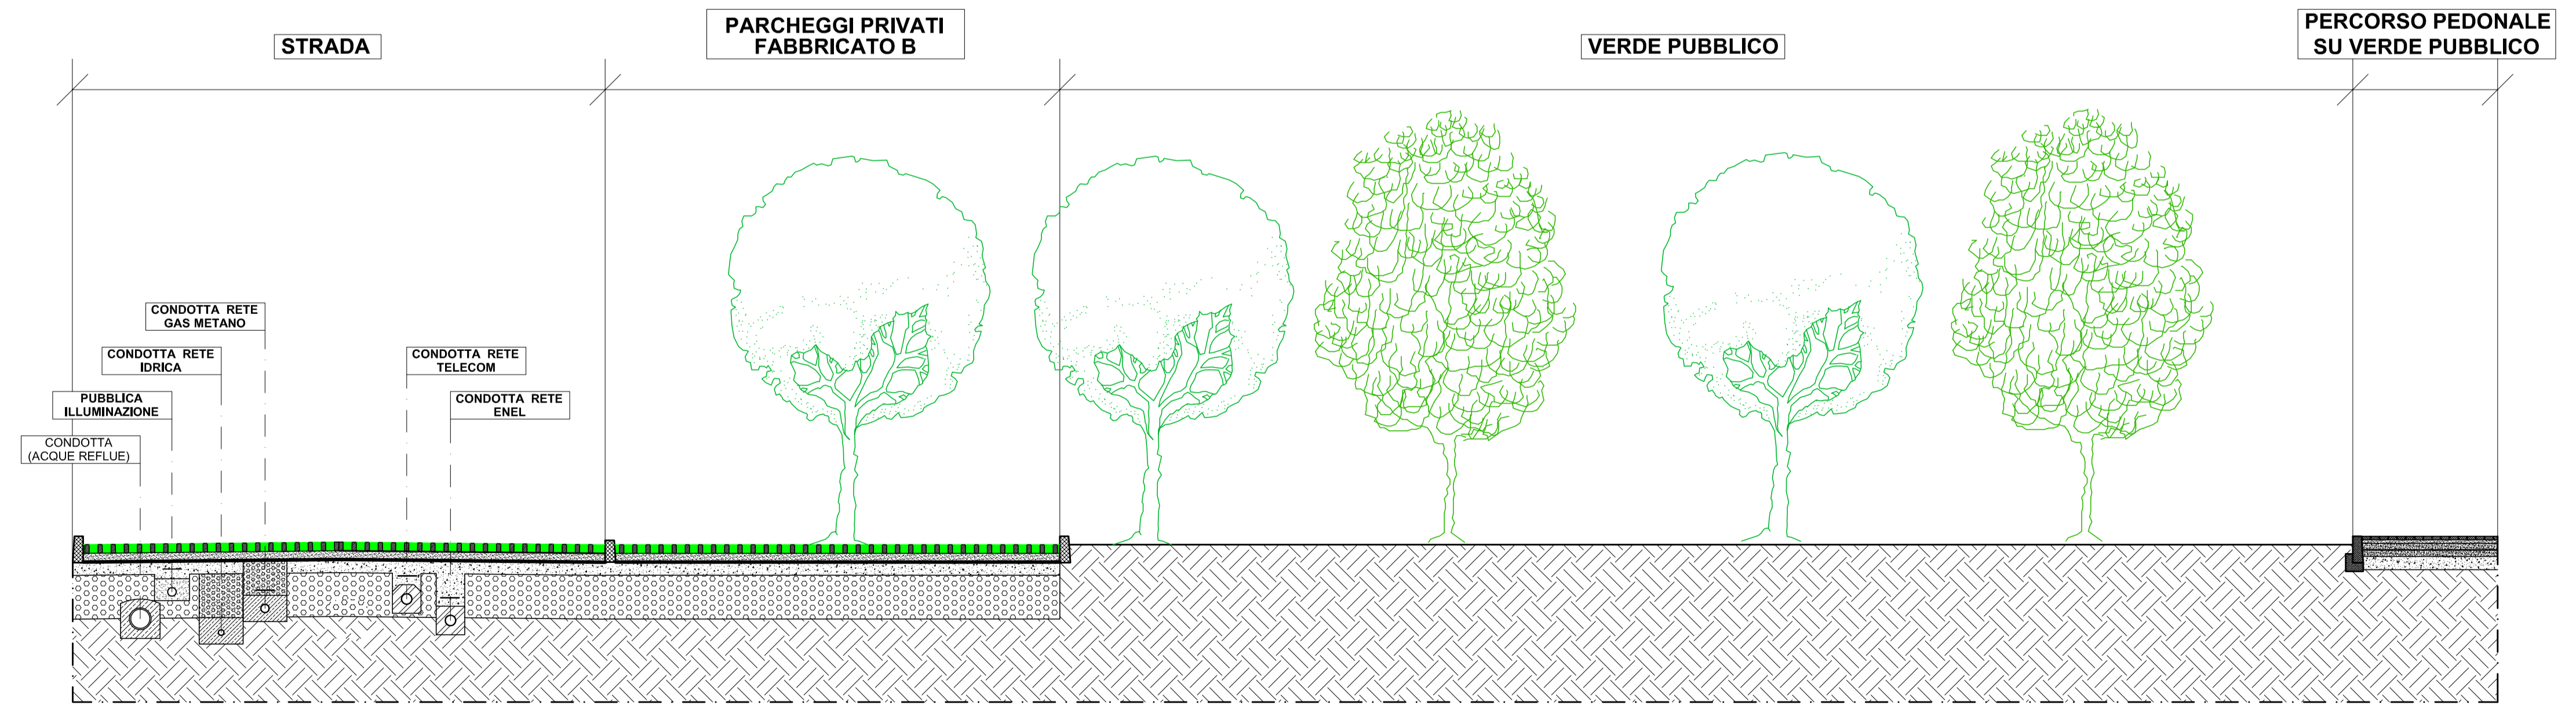 STRADA
PARCHEGGI PRIVATI
FABBRICATO B
VERDE PUBBLICO
PERCORSO PEDONALE
SU VERDE PUBBLICO
CONDOTTA RETE
GAS METANO
CONDOTTA RETE
IDRICA
CONDOTTA RETE
TELECOM
PUBBLICA
ILLUMINAZIONE
CONDOTTA RETE
ENEL
CONDOTTA
(ACQUE REFLUE)